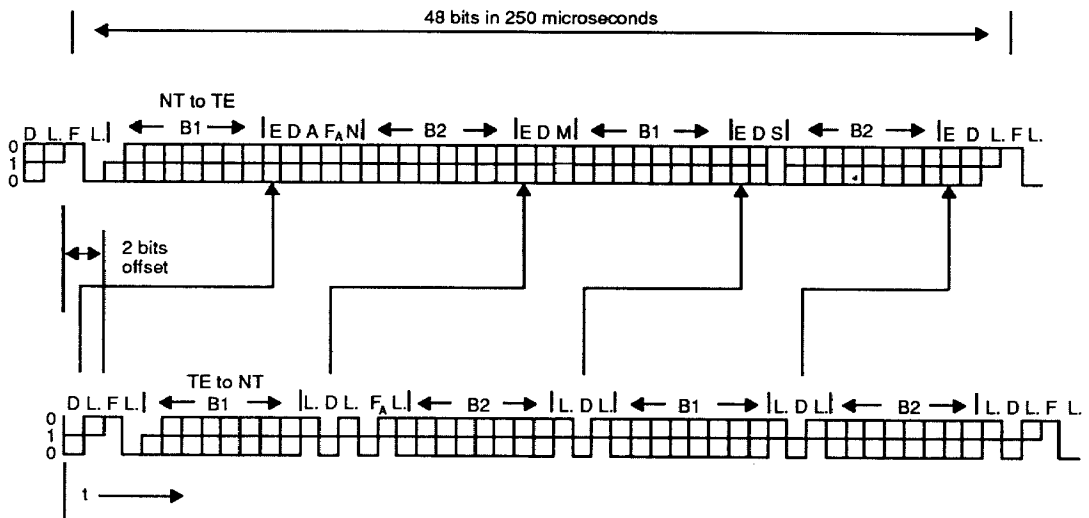 48 bits in 250 microseconds
NT to TE
D L. F L. B1 E D A FA N B2 E D M B1 E D S B2 E D L. F L.
0
1
0
2 bits
offset
TE to NT
D L. F L. B1 L. D L. FA L. B2 L. D L. B1 L. D L. B2 L. D L. F L.
0
1
0
t